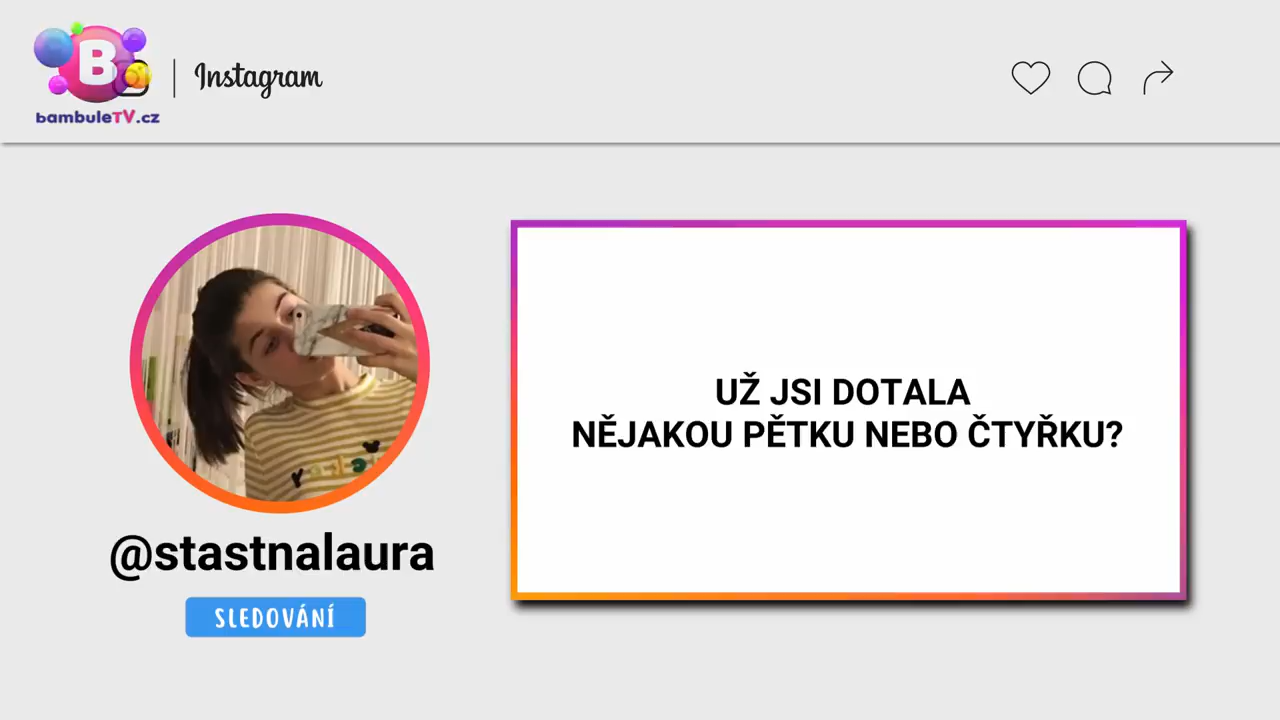 B
bambuleTV.cz
Instagram
UŽ JSI DOTALA
NĚJAKOU PĚTKU NEBO ČTYŘKU?
@stastnalaura
SLEDOVÁNÍ